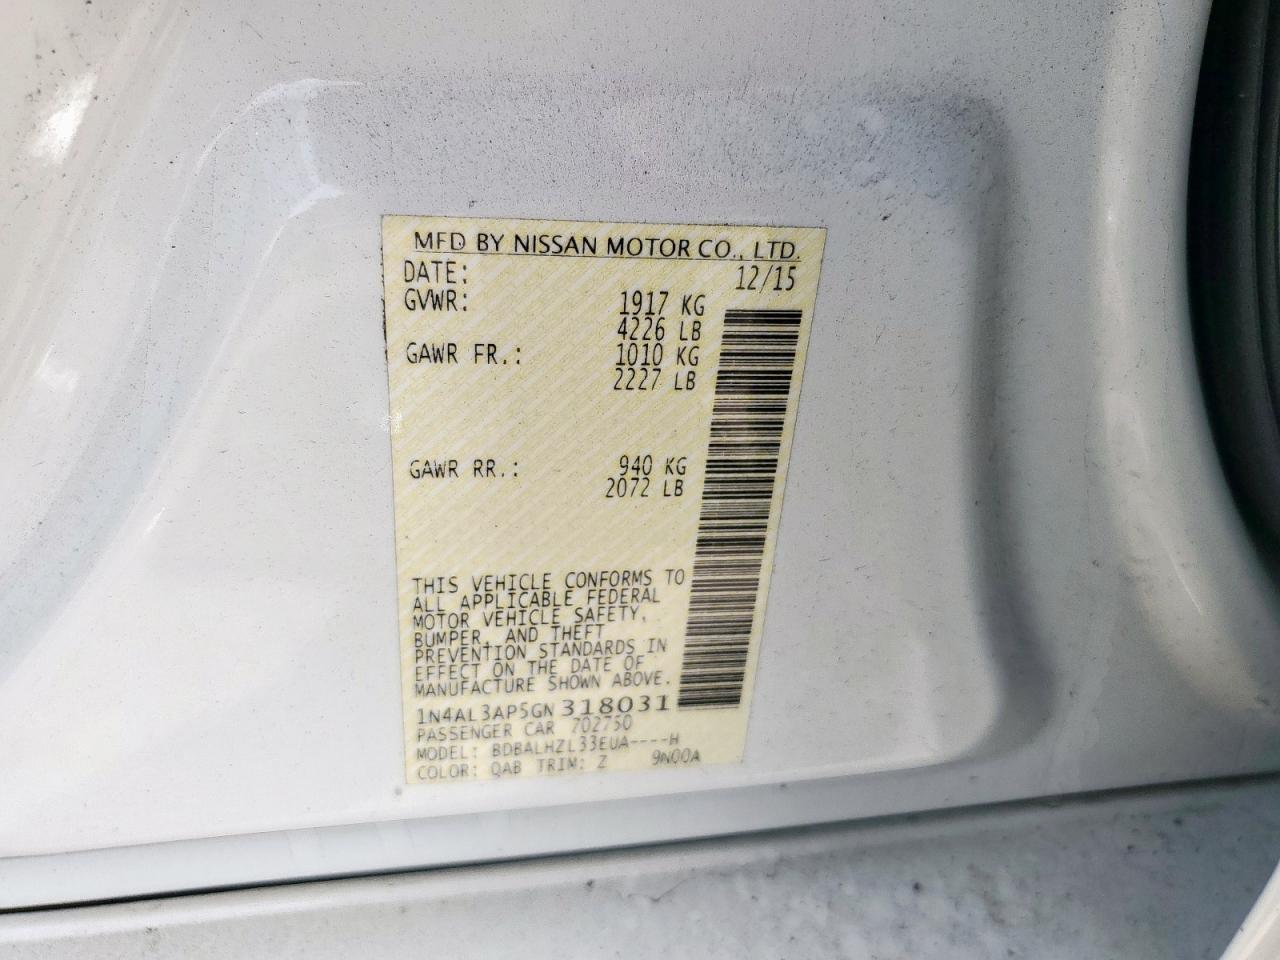 MFD BY NISSAN MOTOR CO., LTD.
DATE: 12/15
GVWR: 1917 KG
4226 LB
GAWR FR.: 1010 KG
2227 LB
GAWR RR.: 940 KG
2072 LB
THIS VEHICLE CONFORMS TO
ALL APPLICABLE FEDERAL
MOTOR VEHICLE SAFETY,
BUMPER, AND THEFT
PREVENTION STANDARDS IN
EFFECT ON THE DATE OF
MANUFACTURE SHOWN ABOVE.
1N4AL3AP5GN318031
PASSENGER CAR 702750
MODEL: BDBALHZL33EUA----H
COLOR: QAB TRIM: Z 9N00A